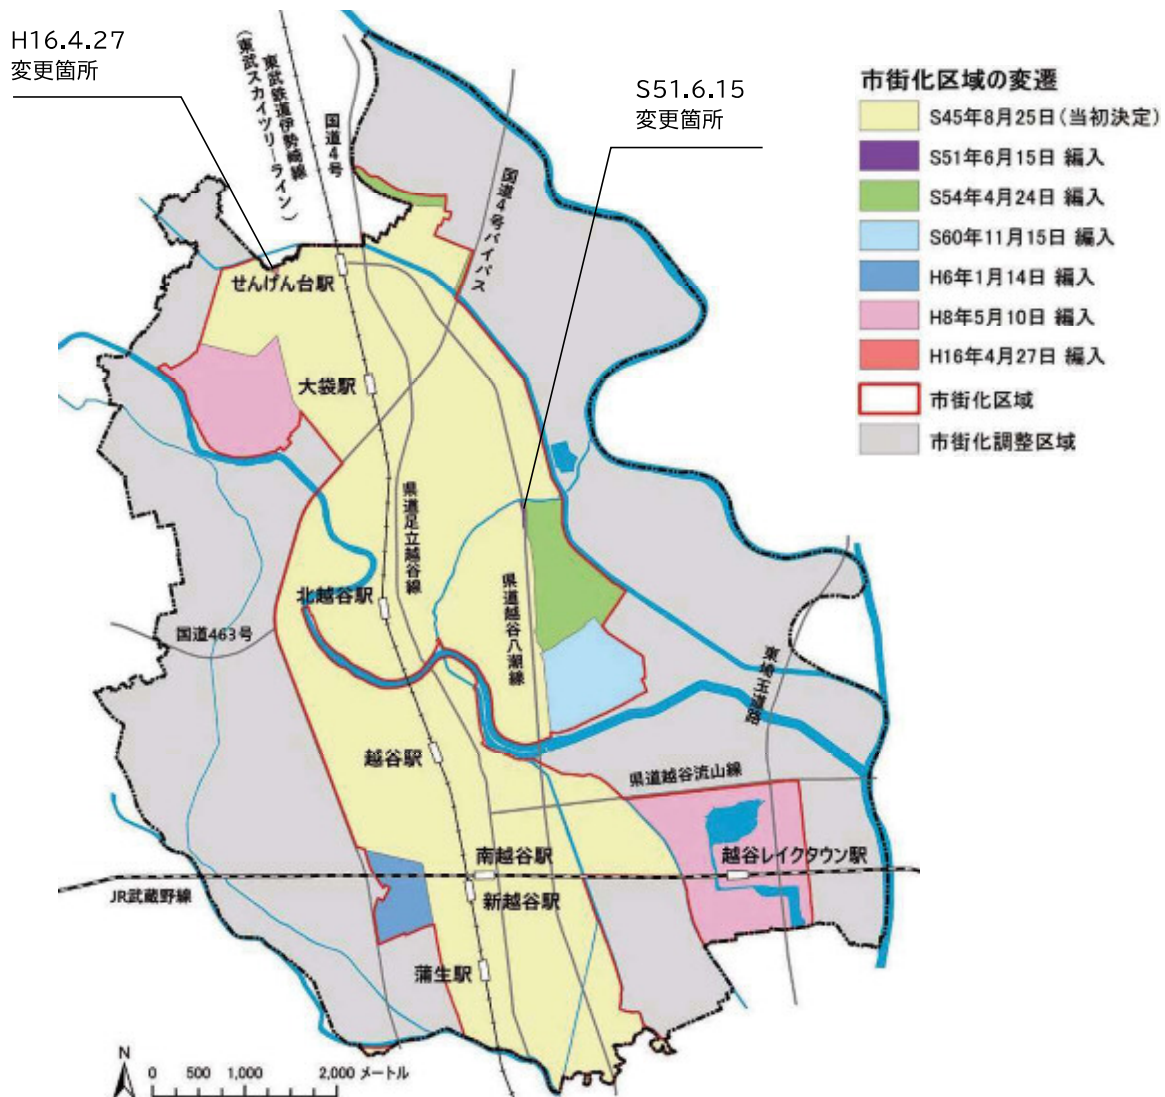 H16.4.27
変更箇所
東武鉄道伊勢崎線
（東武スカイツリーライン）
国道4号
S51.6.15
変更箇所
国道4号バイパス
市街化区域の変遷
S45年8月25日（当初決定）
S51年6月15日 編入
S54年4月24日 編入
S60年11月15日 編入
H6年1月14日 編入
H8年5月10日 編入
H16年4月27日 編入
市街化区域
市街化調整区域
せんげん台駅
大袋駅
県道足立越谷線
北越谷駅
県道越谷八潮線
国道463号
東埼玉道路
越谷駅
県道越谷流山線
南越谷駅
越谷レイクタウン駅
JR武蔵野線
新越谷駅
蒲生駅
N
0 500 1,000 2,000 メートル